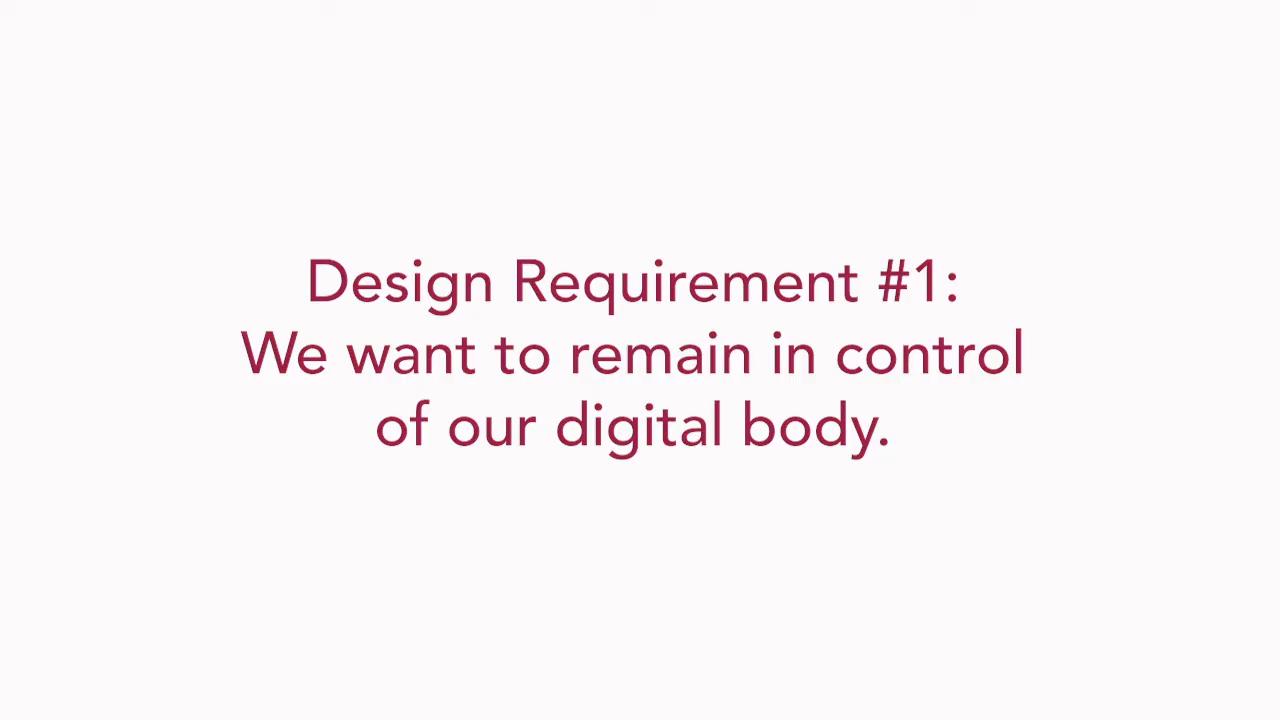 Design Requirement #1:
We want to remain in control
of our digital body.